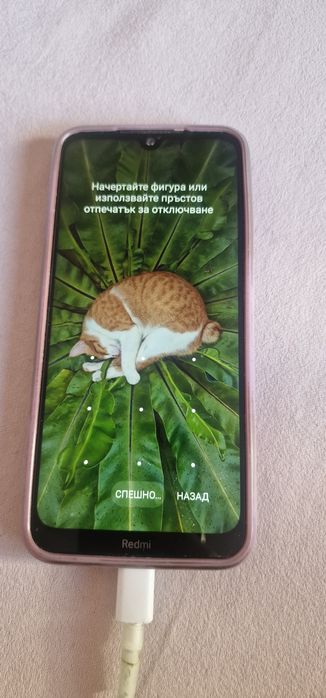 Начертайте фигура или
използвайте пръстов
отпечатък за отключване
СПЕШНО... НАЗАД
Redmi